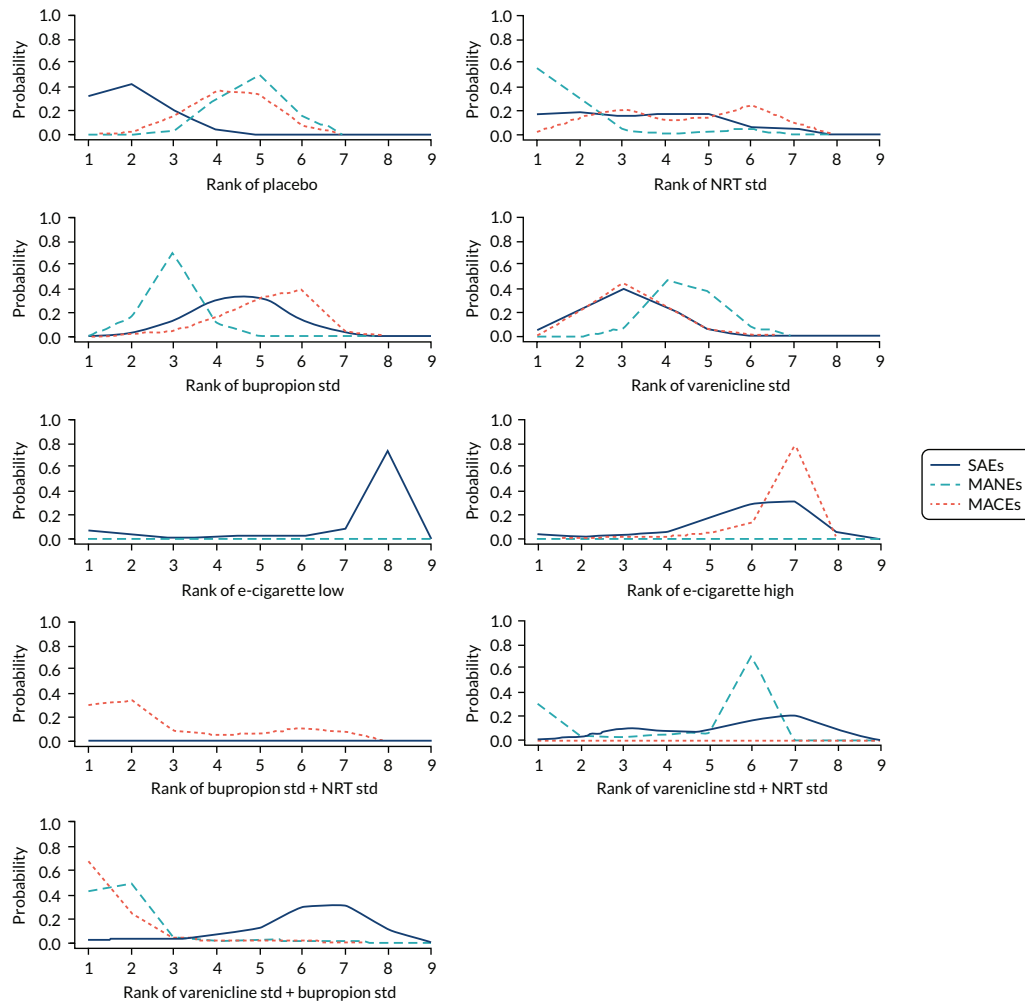 Probability
1.0
0.8
0.6
0.4
0.2
0.0
1 2 3 4 5 6 7 8 9
Rank of placebo
Probability
1.0
0.8
0.6
0.4
0.2
0.0
1 2 3 4 5 6 7 8 9
Rank of NRT std
Probability
1.0
0.8
0.6
0.4
0.2
0.0
1 2 3 4 5 6 7 8 9
Rank of bupropion std
Probability
1.0
0.8
0.6
0.4
0.2
0.0
1 2 3 4 5 6 7 8 9
Rank of varenicline std
Probability
1.0
0.8
0.6
0.4
0.2
0.0
1 2 3 4 5 6 7 8 9
Rank of e-cigarette low
Probability
1.0
0.8
0.6
0.4
0.2
0.0
1 2 3 4 5 6 7 8 9
Rank of e-cigarette high
SAEs
MANEs
MACEs
Probability
1.0
0.8
0.6
0.4
0.2
0.0
1 2 3 4 5 6 7 8 9
Rank of bupropion std + NRT std
Probability
1.0
0.8
0.6
0.4
0.2
0.0
1 2 3 4 5 6 7 8 9
Rank of varenicline std + NRT std
Probability
1.0
0.8
0.6
0.4
0.2
0.0
1 2 3 4 5 6 7 8 9
Rank of varenicline std + bupropion std